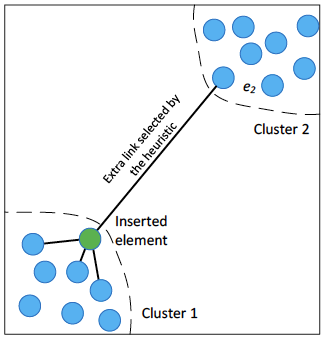 e2
Cluster 2
Extra link selected by
the heuristic
Inserted
element
Cluster 1